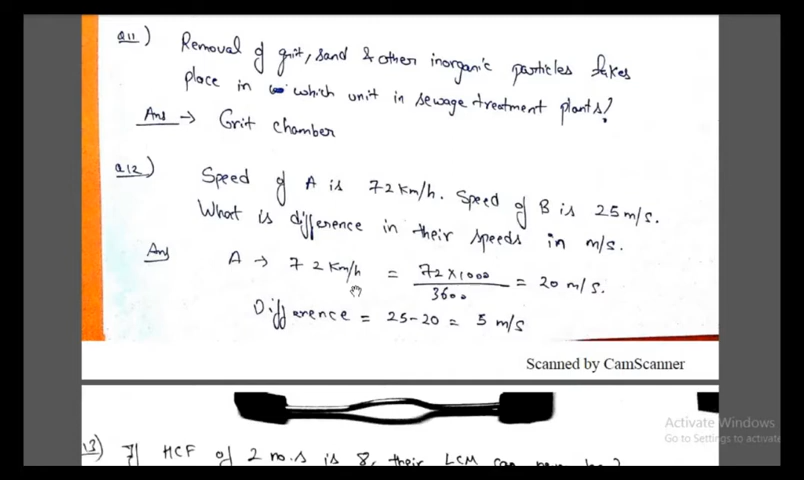 Q11) Removal of grit, sand & other inorganic particles takes
place in which unit in sewage treatment plants?
Ans → Grit chamber
Q12) Speed of A is 72 km/h. Speed of B is 25 m/s.
What is difference in their speeds in m/s.
Ans A → 72 km/h = 72 x 1000 / 3600 = 20 m/s.
Difference = 25-20 = 5 m/s
Scanned by CamScanner
Activate Windows
Go to Settings to activate
13) If HCF of 2 no.s is 8, their LCM can